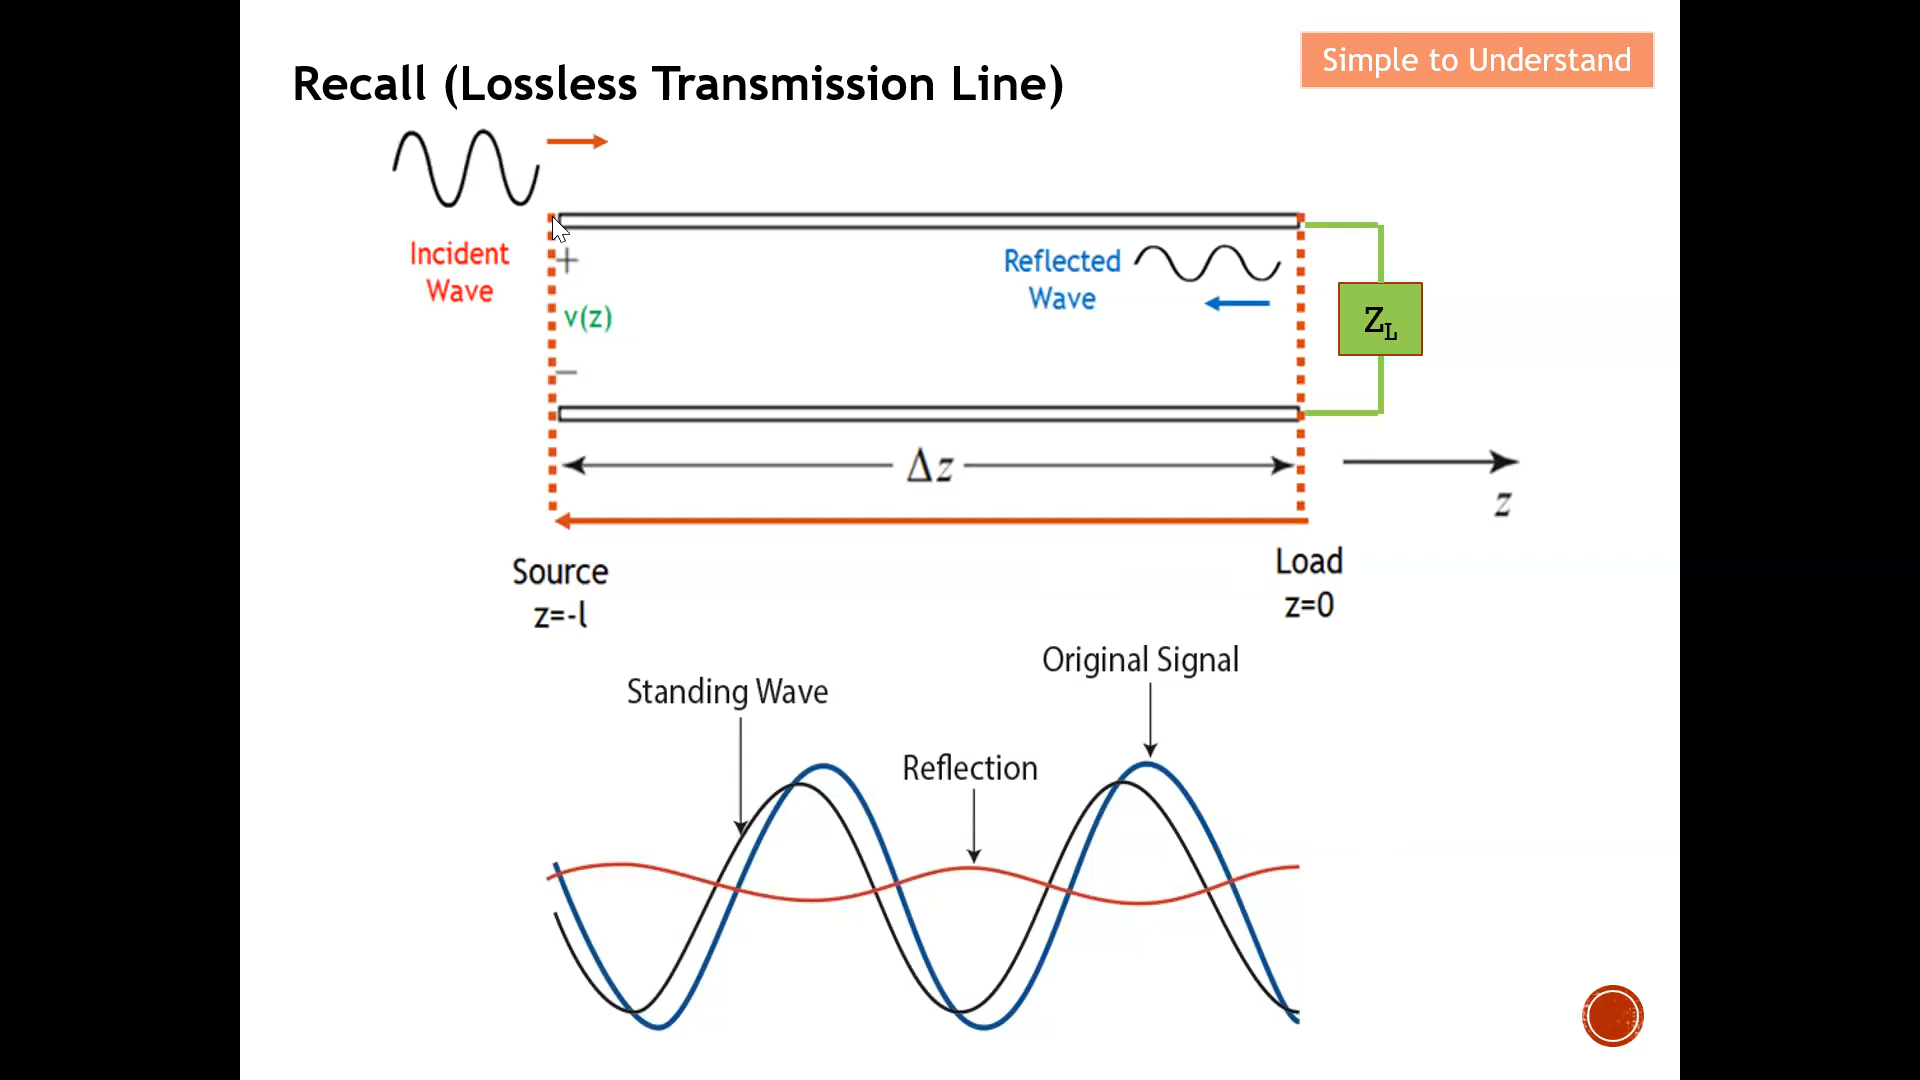 Simple to Understand
Recall (Lossless Transmission Line)
Incident
Wave
+
v(z)
−
Reflected
Wave
Z_L
Δz
z
Source
z=-l
Load
z=0
Original Signal
Standing Wave
Reflection